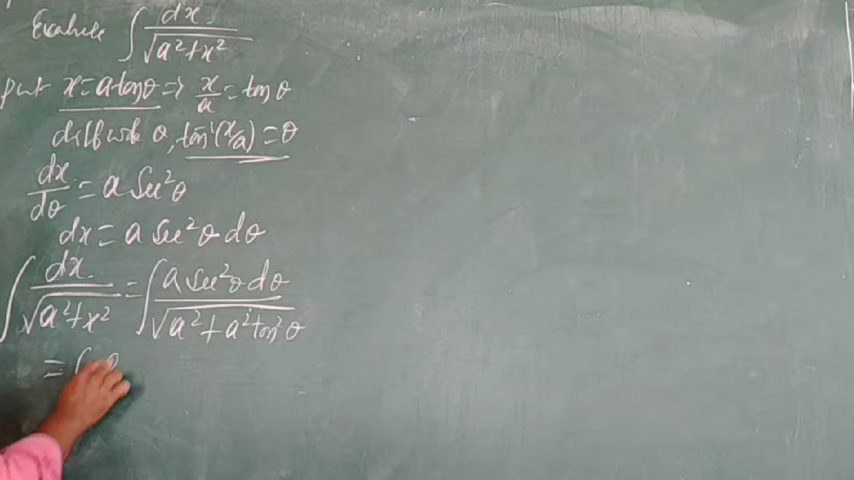 Evaluate ∫ dx / √(a²+x²)
put x = a tanθ ⇒ x/a = tanθ
diff w.r.to θ, tan⁻¹(x/a) = θ
dx/dθ = a sec²θ
dx = a sec²θ dθ
∫ dx / √(a²+x²) = ∫ a sec²θ dθ / √(a²+a²tan²θ)
= ∫